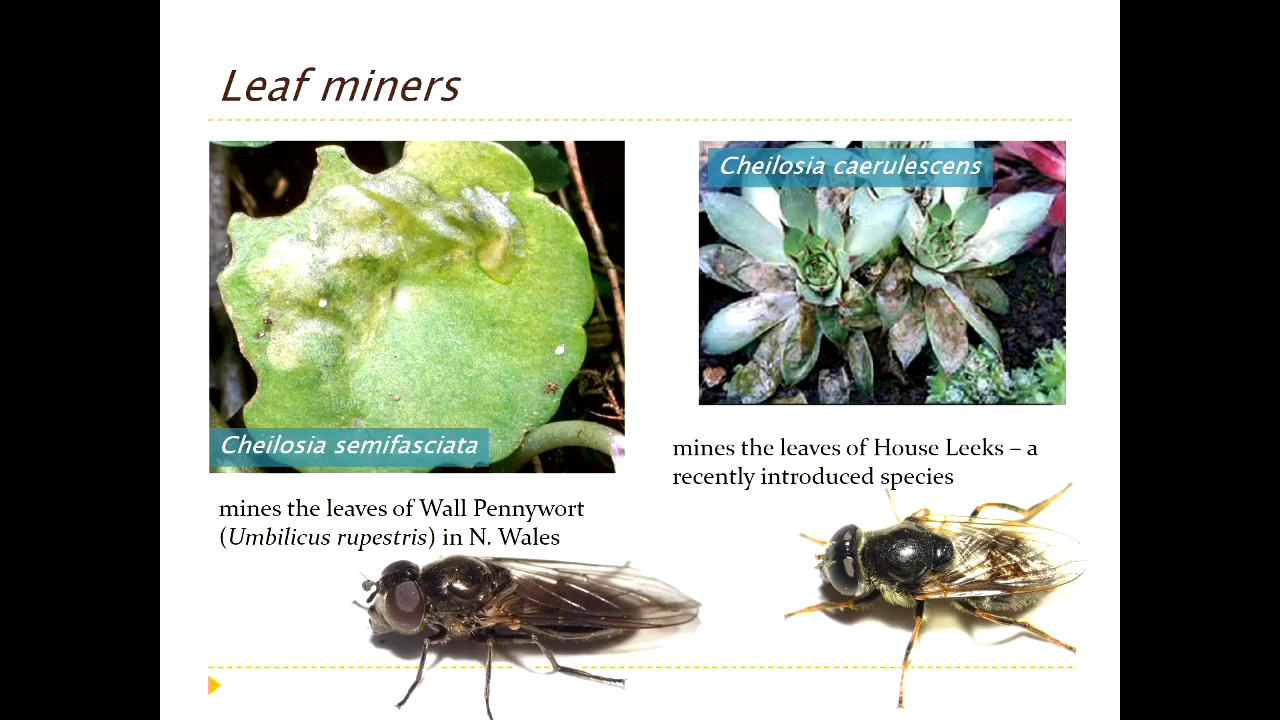 Leaf miners
Cheilosia semifasciata
mines the leaves of Wall Pennywort
(Umbilicus rupestris) in N. Wales
Cheilosia caerulescens
mines the leaves of House Leeks – a
recently introduced species